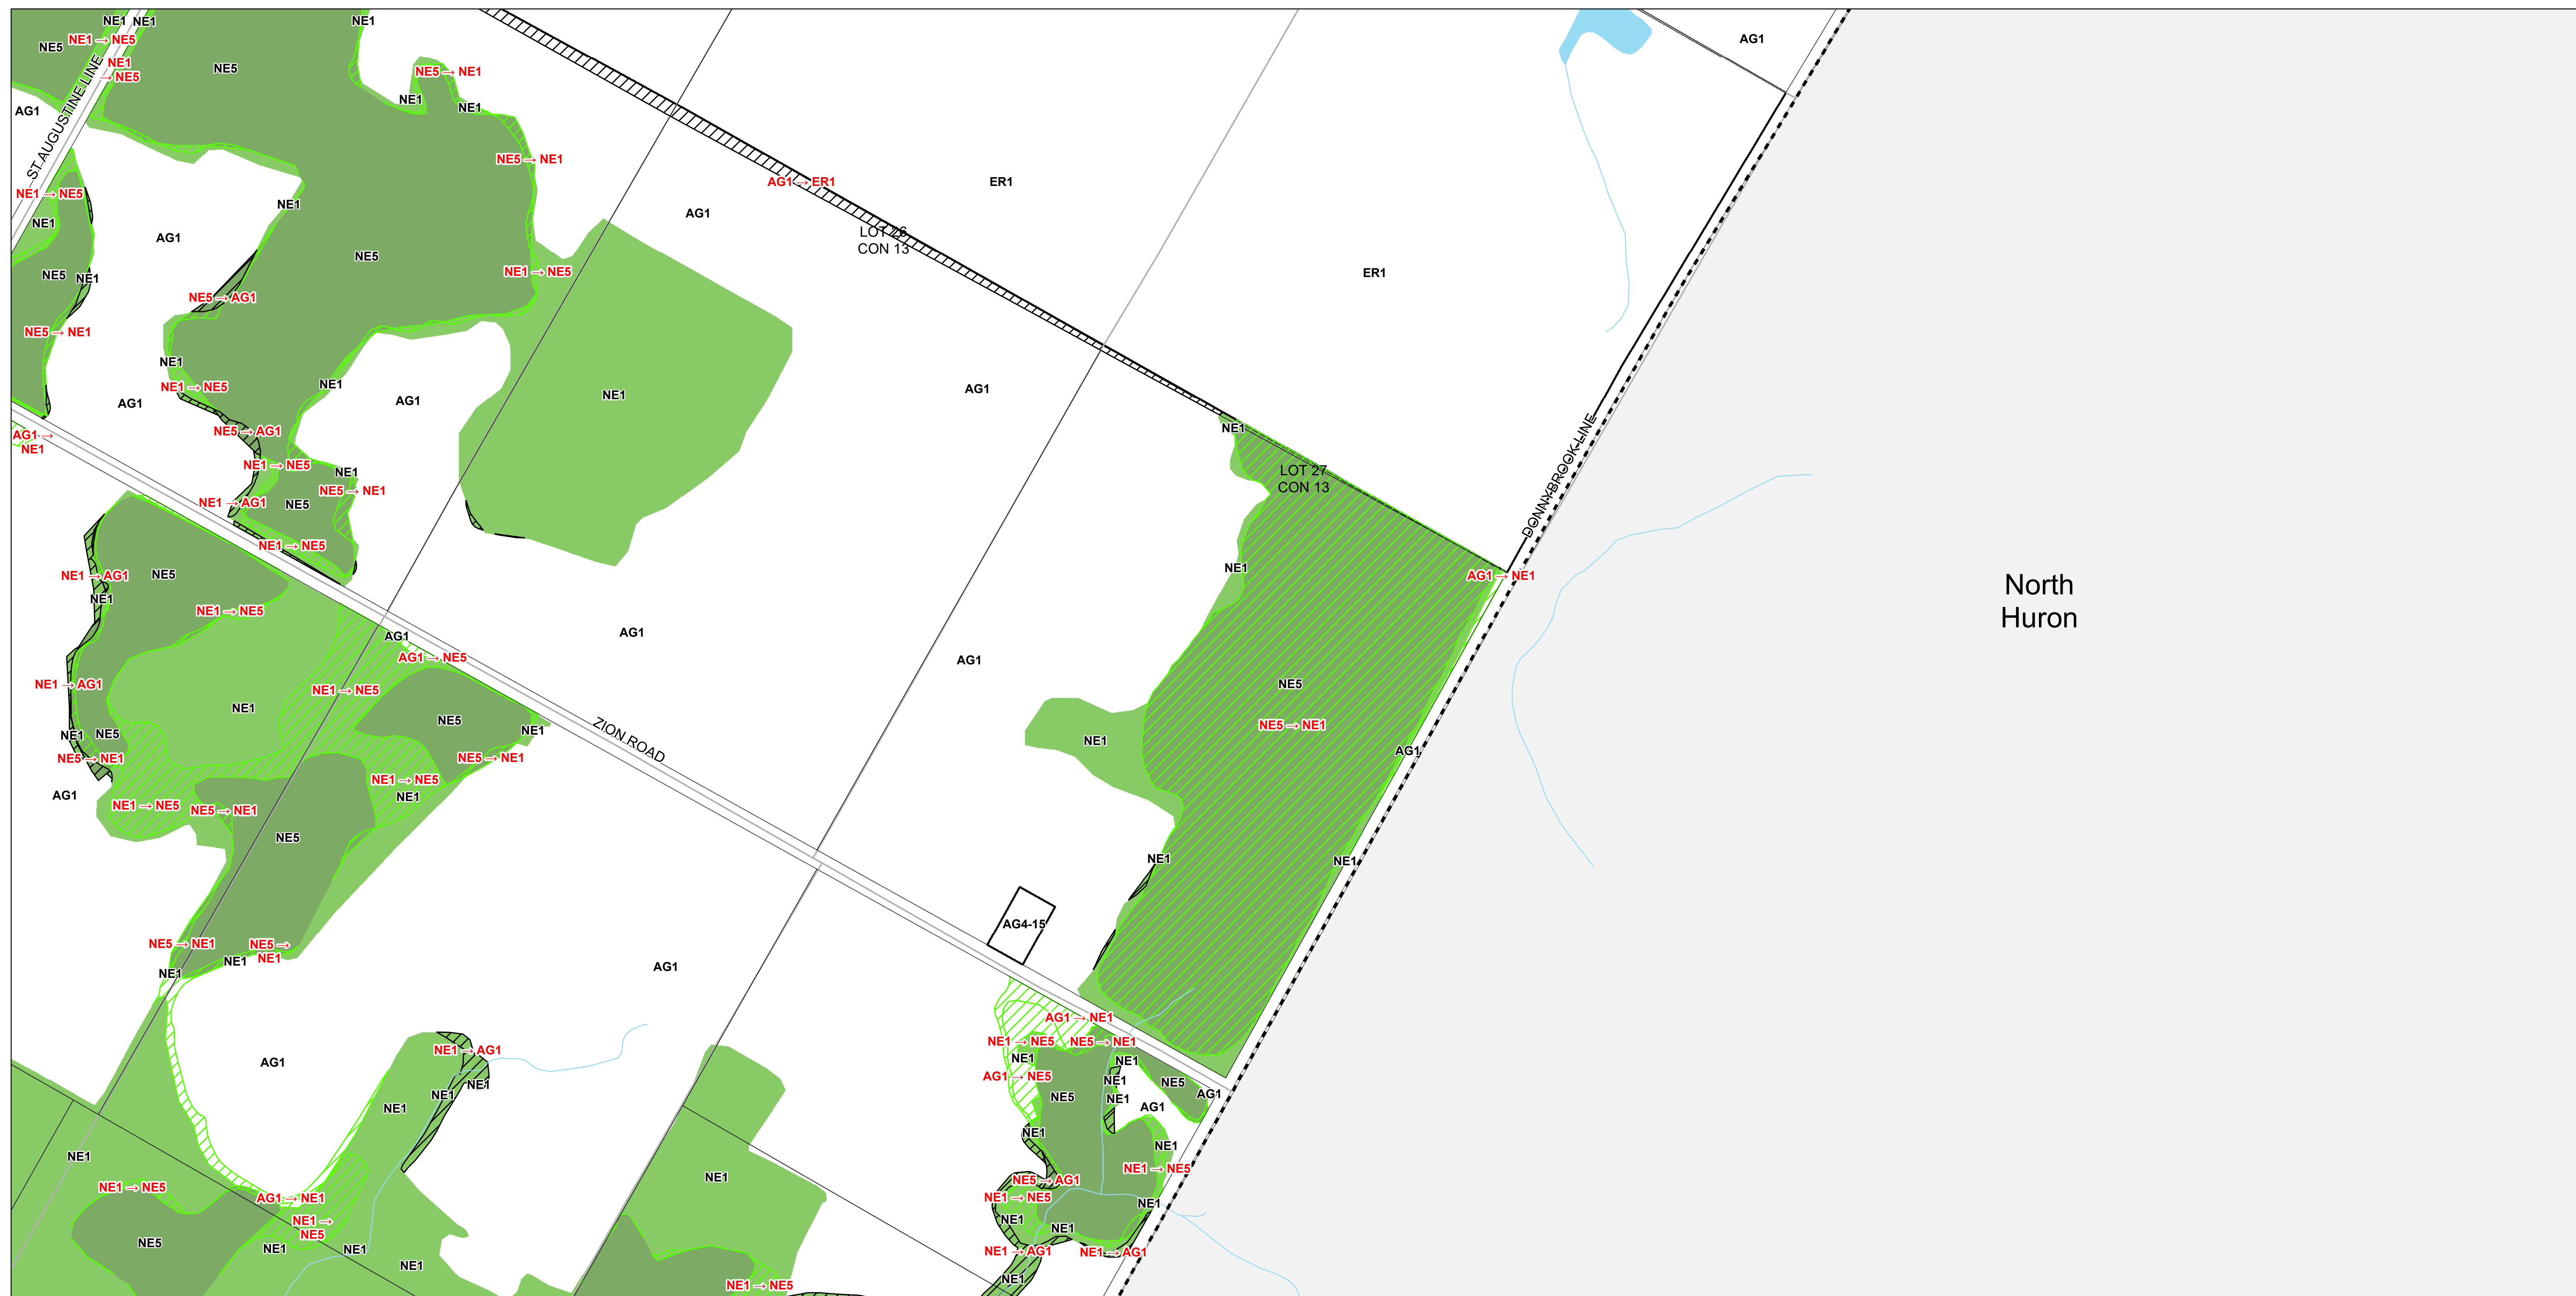 NE1
NE1
NE1
AG1
NE5
NE1 → NE5
NE1
→ NE5
NE5
NE5 → NE1
NE1
NE1
AG1
ST.AUGUSTINE LINE
NE5 → NE1
AG1 → ER1
ER1
NE1 → NE5
NE1
NE1
AG1
LOT 26
CON 13
AG1
NE5
NE1 → NE5
ER1
NE5
NE1
NE5 → AG1
NE5 → NE1
NE1
NE1 → NE5
NE1
AG1
AG1
NE1
AG1
NE1
AG1 →
NE1
NE5 → AG1
NE1 → NE5
NE1
NE5 → NE1
NE1 → AG1
NE5
NE1 → NE5
LOT 27
CON 13
DONNYBROOK LINE
NE1
AG1 → NE1
North
Huron
NE1 → AG1
NE5
NE1
NE1 → NE5
AG1
AG1
AG1 → NE5
AG1
NE1 → AG1
NE1 → NE5
NE5
NE5 → NE1
NE1
NE5
NE1
ZION ROAD
NE1
NE5
NE5 → NE1
NE5 → NE1
NE1
AG1
AG1
NE1 → NE5
NE5 → NE1
NE1 → NE5
NE1
NE5
NE1
NE1
AG4-15
NE5 → NE1
NE5 →
NE1
NE1
NE1
AG1
AG1 → NE1
NE1 → NE5
NE5 → NE1
NE1 → AG1
AG1
NE1
NE1
AG1 → NE5
NE1
NE5
NE1
NE1
NE1
NE1
NE5
NE1
AG1
AG1
NE1
NE1
NE1
NE1
NE1 → NE5
NE5 → AG1
NE1 → NE5
NE1 → NE5
AG1 → NE1
NE1
NE1 →
NE5
NE1
NE1
NE5
NE1
NE1
NE1
NE1 → AG1
NE1 → AG1
NE1
NE1 → NE5